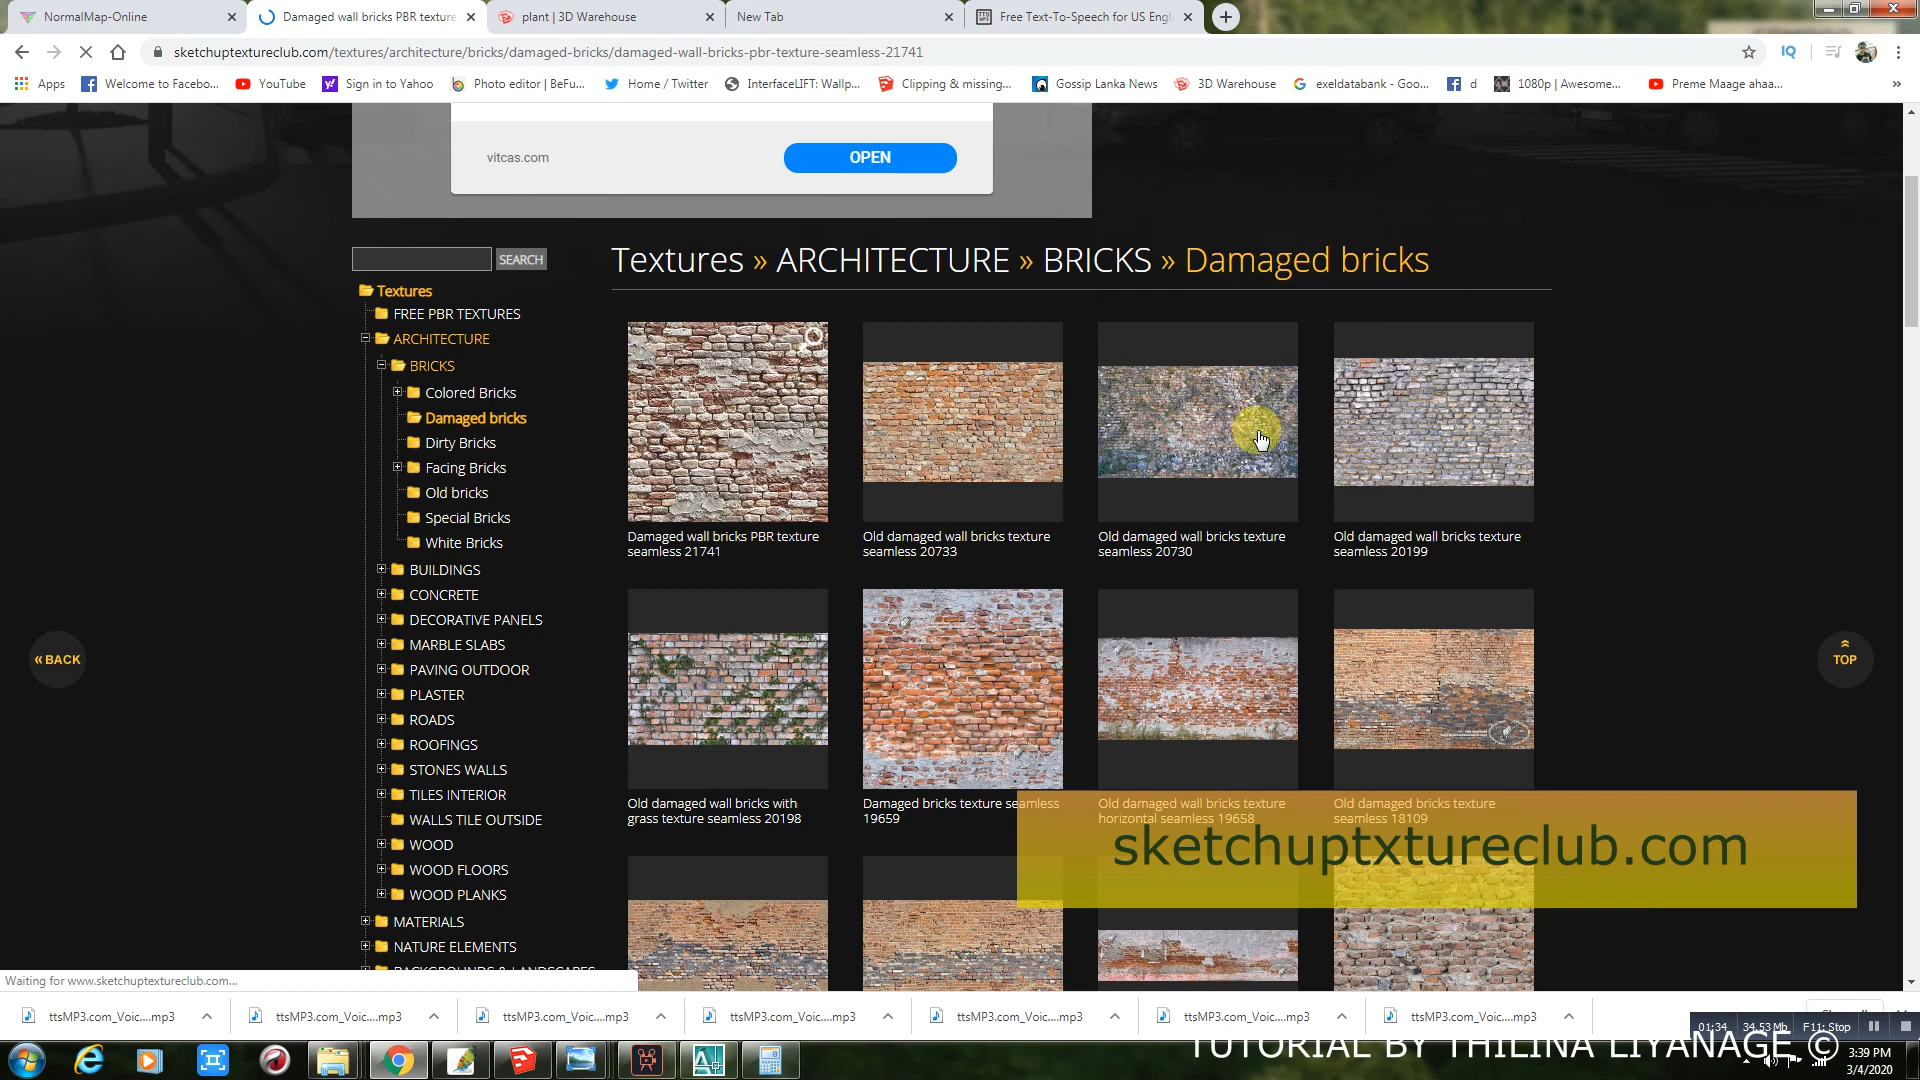 NormalMap-Online
Damaged wall bricks PBR texture
plant | 3D Warehouse
New Tab
Free Text-To-Speech for US Engli
sketchuptextureclub.com/textures/architecture/bricks/damaged-bricks/damaged-wall-bricks-pbr-texture-seamless-21741
Apps
Welcome to Facebo...
YouTube
Sign in to Yahoo
Photo editor | BeFu...
Home / Twitter
InterfaceLIFT: Wallp...
Clipping & missing...
Gossip Lanka News
3D Warehouse
exeldatabank - Goo...
d
1080p | Awesome...
Preme Maage ahaa...
»
vitcas.com
OPEN
SEARCH
Textures » ARCHITECTURE » BRICKS » Damaged bricks
Textures
FREE PBR TEXTURES
ARCHITECTURE
BRICKS
Colored Bricks
Damaged bricks
Dirty Bricks
Facing Bricks
Old bricks
Special Bricks
White Bricks
BUILDINGS
CONCRETE
DECORATIVE PANELS
MARBLE SLABS
PAVING OUTDOOR
PLASTER
ROADS
ROOFINGS
STONES WALLS
TILES INTERIOR
WALLS TILE OUTSIDE
WOOD
WOOD FLOORS
WOOD PLANKS
MATERIALS
NATURE ELEMENTS
BACKGROUNDS & LANDSCAPES
Damaged wall bricks PBR texture
seamless 21741
Old damaged wall bricks texture
seamless 20733
Old damaged wall bricks texture
seamless 20730
Old damaged wall bricks texture
seamless 20199
« BACK
TOP
Old damaged wall bricks with
grass texture seamless 20198
Damaged bricks texture seamless
19659
Old damaged wall bricks texture
horizontal seamless 19658
Old damaged bricks texture
seamless 18109
sketchuptxtureclub.com
Waiting for www.sketchuptextureclub.com...
ttsMP3.com_Voic....mp3
ttsMP3.com_Voic....mp3
ttsMP3.com_Voic....mp3
ttsMP3.com_Voic....mp3
ttsMP3.com_Voic....mp3
ttsMP3.com_Voic....mp3
ttsMP3.com_Voic....mp3
01:34
34.53 Mb
F11: Stop
TUTORIAL BY THILINA LIYANAGE ©
3:39 PM
3/4/2020